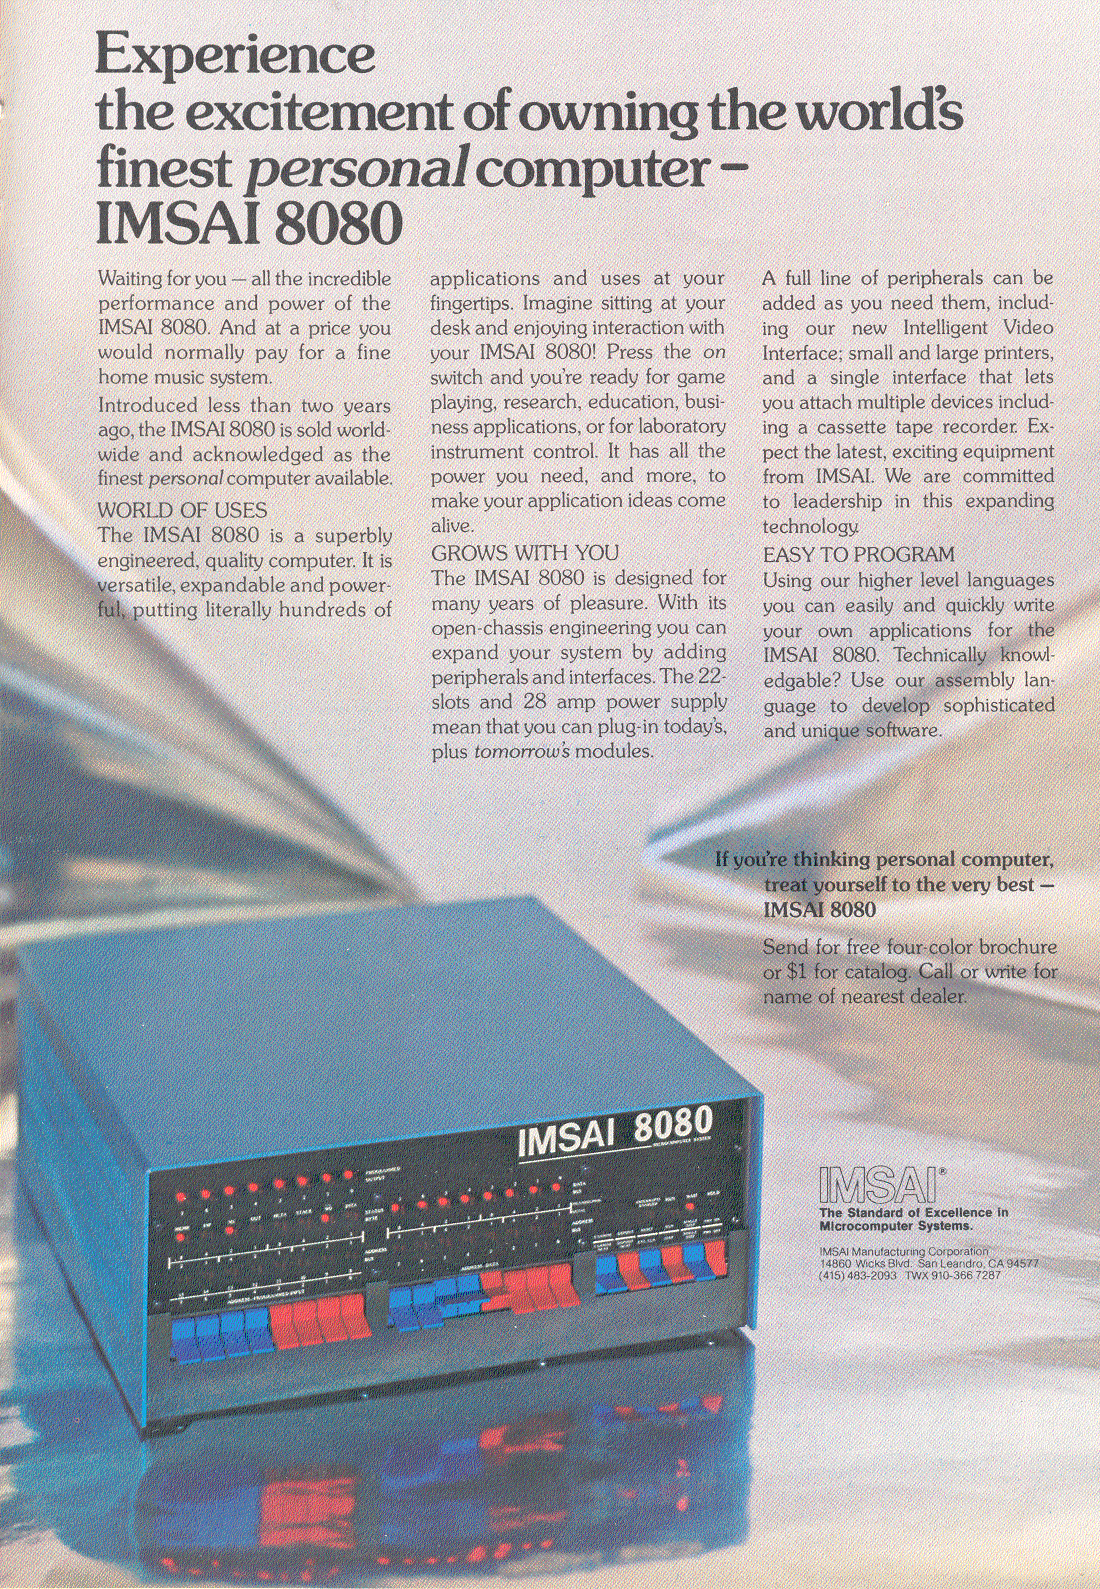 Experience
the excitement of owning the world's
finest personal computer –
IMSAI 8080
Waiting for you — all the incredible
performance and power of the
IMSAI 8080. And at a price you
would normally pay for a fine
home music system.
Introduced less than two years
ago, the IMSAI 8080 is sold world-
wide and acknowledged as the
finest personal computer available.
WORLD OF USES
The IMSAI 8080 is a superbly
engineered, quality computer. It is
versatile, expandable and power-
ful, putting literally hundreds of
applications and uses at your
fingertips. Imagine sitting at your
desk and enjoying interaction with
your IMSAI 8080! Press the on
switch and you're ready for game
playing, research, education, busi-
ness applications, or for laboratory
instrument control. It has all the
power you need, and more, to
make your application ideas come
alive.
GROWS WITH YOU
The IMSAI 8080 is designed for
many years of pleasure. With its
open-chassis engineering you can
expand your system by adding
peripherals and interfaces. The 22-
slots and 28 amp power supply
mean that you can plug-in today's,
plus tomorrow's modules.
A full line of peripherals can be
added as you need them, includ-
ing our new Intelligent Video
Interface; small and large printers,
and a single interface that lets
you attach multiple devices includ-
ing a cassette tape recorder. Ex-
pect the latest, exciting equipment
from IMSAI. We are committed
to leadership in this expanding
technology.
EASY TO PROGRAM
Using our higher level languages
you can easily and quickly write
your own applications for the
IMSAI 8080. Technically knowl-
edgable? Use our assembly lan-
guage to develop sophisticated
and unique software.
If you're thinking personal computer,
treat yourself to the very best —
IMSAI 8080
Send for free four-color brochure
or $1 for catalog. Call or write for
name of nearest dealer.
IMSAI 8080
MICROCOMPUTER SYSTEM
PROGRAMMED
OUTPUT
DATA
BUS
STATUS
BYTE
ADDRESS
BUS
ADDRESS-PROGRAMMED INPUT
ADDRESS-DATA
IMSAI®
The Standard of Excellence in
Microcomputer Systems.
IMSAI Manufacturing Corporation
14860 Wicks Blvd. San Leandro, CA 94577
(415) 483-2093 TWX 910-366 7287